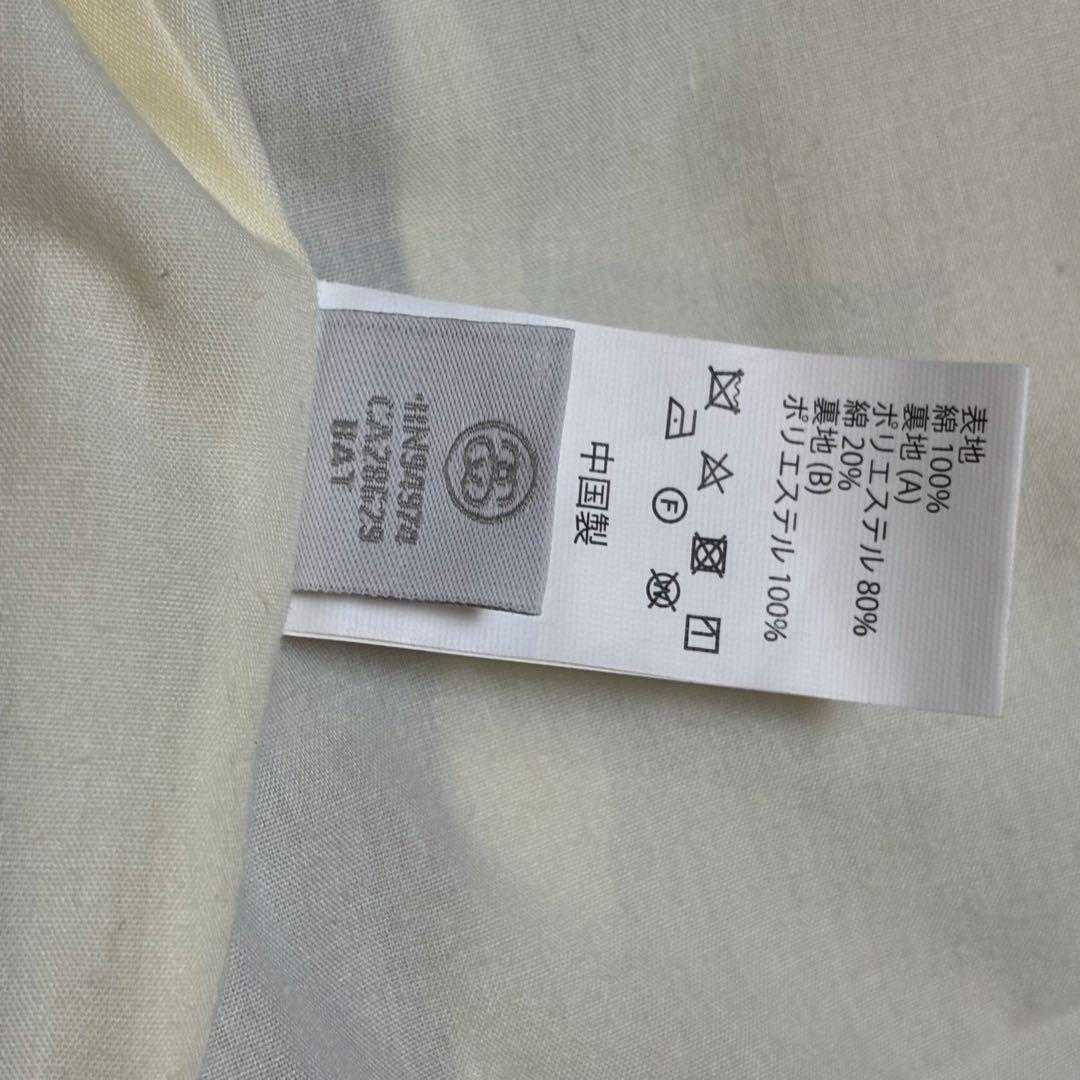 表地
綿 100%
裏地 (A)
ポリエステル 80%
綿 20%
裏地 (B)
ポリエステル 100%
F W
中国製